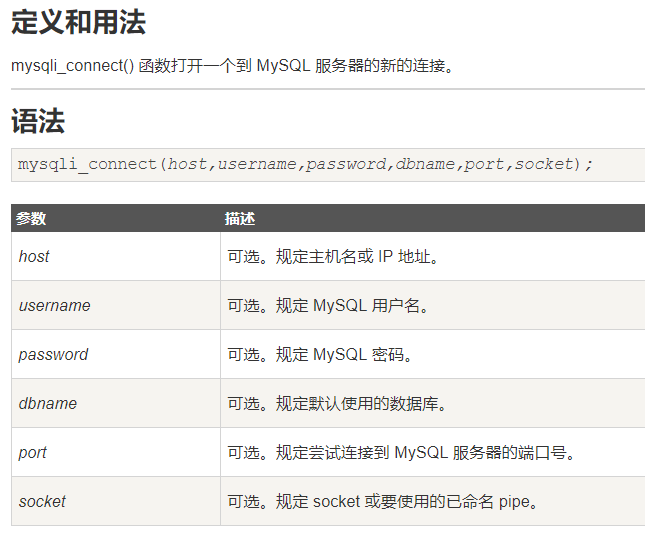 定义和用法
mysqli_connect() 函数打开一个到 MySQL 服务器的新的连接。
语法
mysqli_connect(host,username,password,dbname,port,socket);
参数 描述
host 可选。规定主机名或 IP 地址。
username 可选。规定 MySQL 用户名。
password 可选。规定 MySQL 密码。
dbname 可选。规定默认使用的数据库。
port 可选。规定尝试连接到 MySQL 服务器的端口号。
socket 可选。规定 socket 或要使用的已命名 pipe。